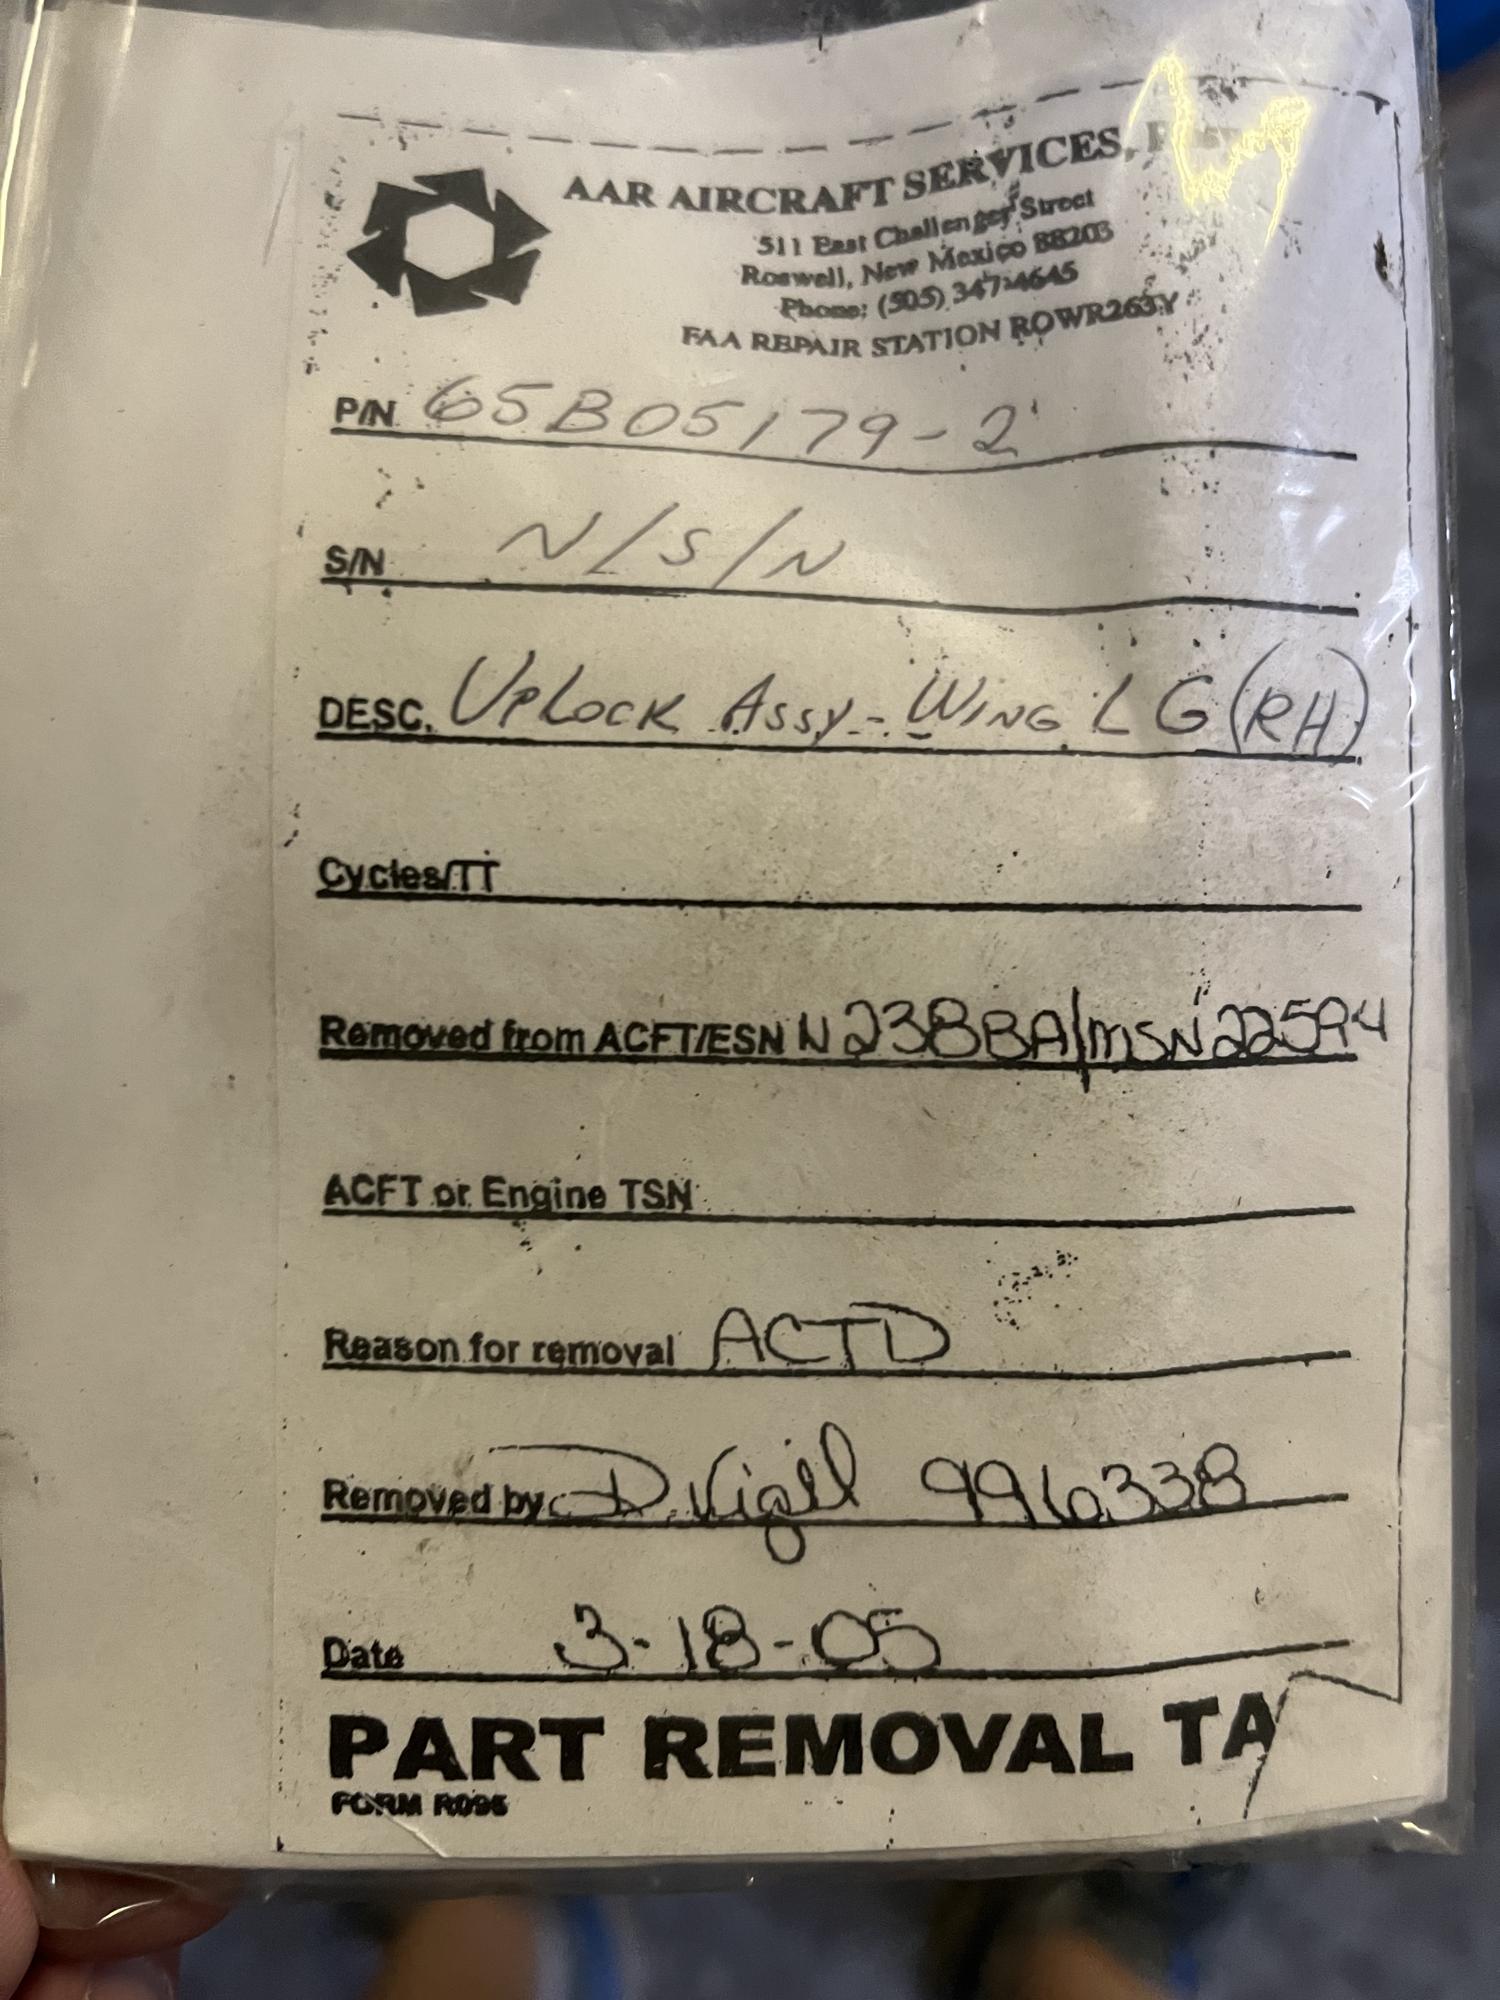 AAR AIRCRAFT SERVICES,
511 East Challenger Street
Roswell, New Mexico 88203
Phone: (505) 347-4645
FAA REPAIR STATION ROWR263Y
P/N 65B05179-2
S/N N/S/N
DESC. UPLOCK ASSY - WING LG (RH)
Cycles/TT
Removed from ACFT/ESN N238BA/MSN22594
ACFT or Engine TSN
Reason for removal ACTD
Removed by D. Vigil 996338
Date 3-18-05
PART REMOVAL TA
FORM R095